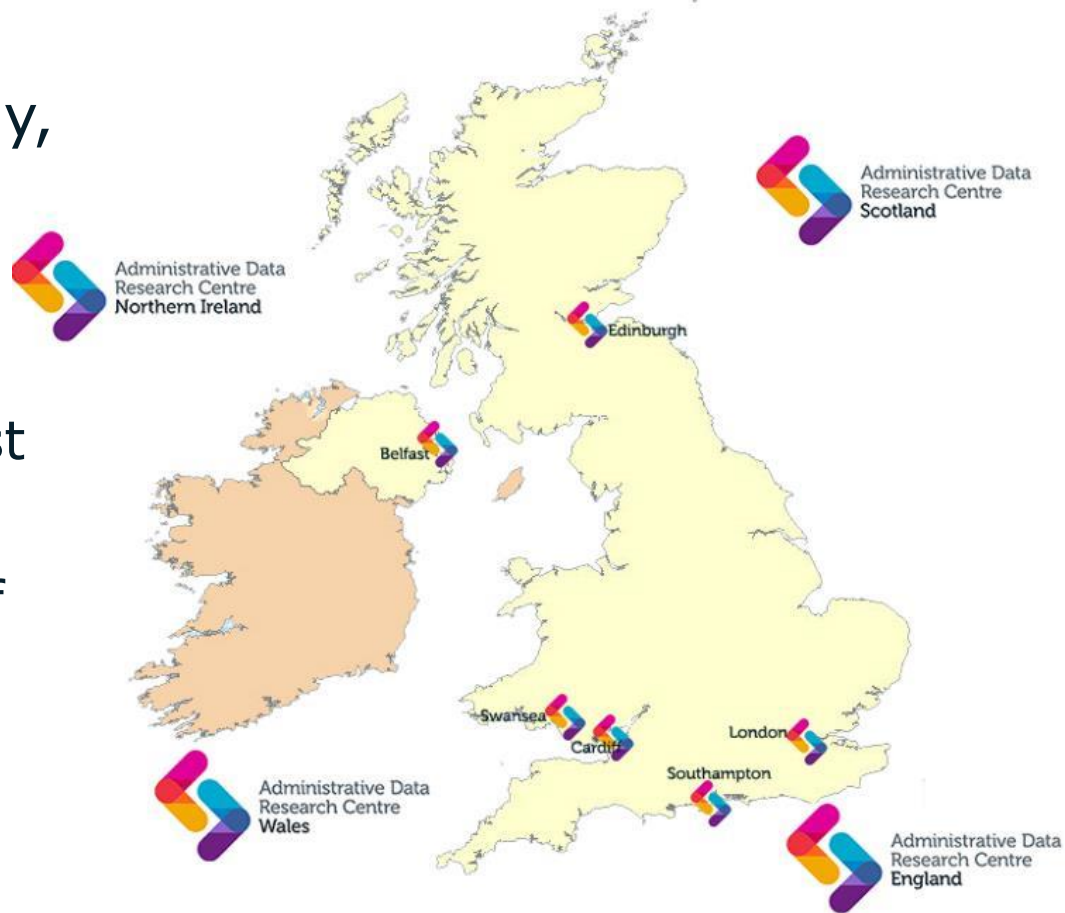 y,
st
f
Administrative Data
Research Centre
Northern Ireland
Administrative Data
Research Centre
Scotland
Edinburgh
Belfast
Swansea
Cardiff
London
Southampton
Administrative Data
Research Centre
Wales
Administrative Data
Research Centre
England